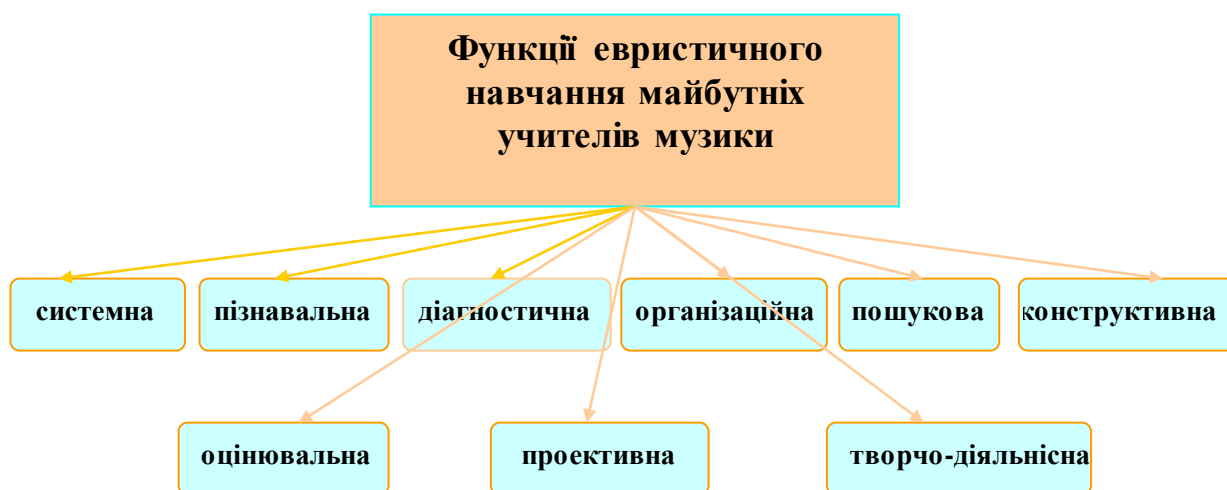 Функції евристичного
навчання майбутніх
учителів музики
системна
пізнавальна
діагностична
організаційна
пошукова
конструктивна
оцінювальна
проективна
творчо-діяльнісна